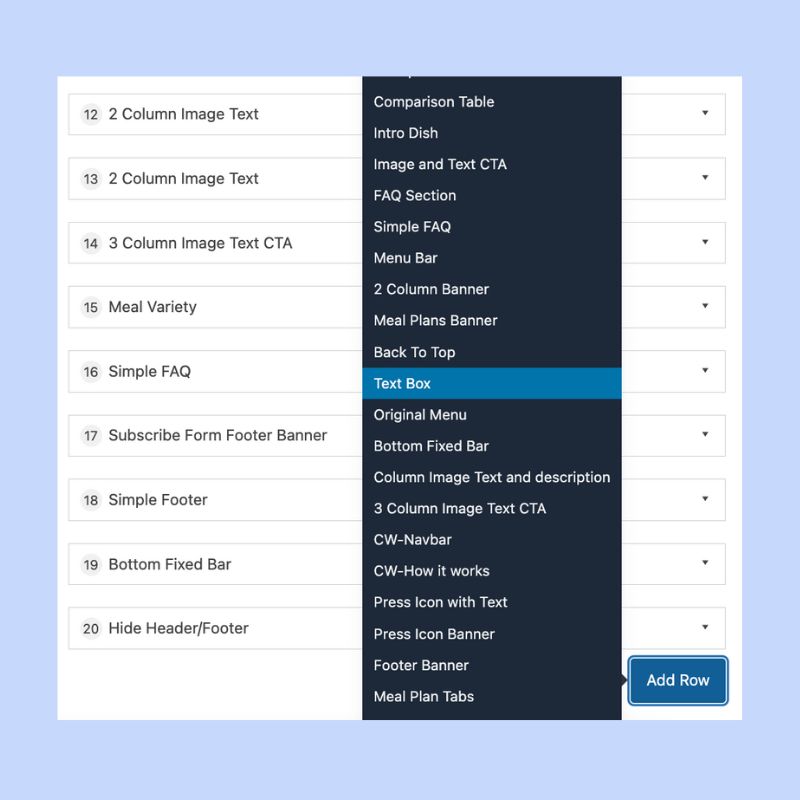 12 2 Column Image Text
13 2 Column Image Text
14 3 Column Image Text CTA
15 Meal Variety
16 Simple FAQ
17 Subscribe Form Footer Banner
18 Simple Footer
19 Bottom Fixed Bar
20 Hide Header/Footer
Comparison Table
Intro Dish
Image and Text CTA
FAQ Section
Simple FAQ
Menu Bar
2 Column Banner
Meal Plans Banner
Back To Top
Text Box
Original Menu
Bottom Fixed Bar
Column Image Text and description
3 Column Image Text CTA
CW-Navbar
CW-How it works
Press Icon with Text
Press Icon Banner
Footer Banner
Meal Plan Tabs
Add Row